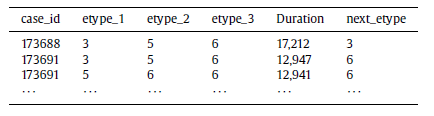 case_id etype_1 etype_2 etype_3 Duration next_etype
173688 3 5 6 17,212 3
173691 3 5 6 12,947 6
173691 5 6 6 12,941 6
... ... ... ... ... ...